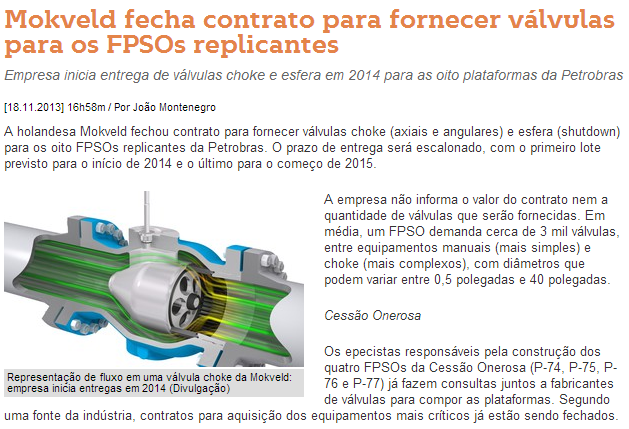 Mokveld fecha contrato para fornecer válvulas
para os FPSOs replicantes
Empresa inicia entrega de válvulas choke e esfera em 2014 para as oito plataformas da Petrobras
[18.11.2013] 16h58m / Por João Montenegro
A holandesa Mokveld fechou contrato para fornecer válvulas choke (axiais e angulares) e esfera (shutdown)
para os oito FPSOs replicantes da Petrobras. O prazo de entrega será escalonado, com o primeiro lote
previsto para o início de 2014 e o último para o começo de 2015.
A empresa não informa o valor do contrato nem a
quantidade de válvulas que serão fornecidas. Em
média, um FPSO demanda cerca de 3 mil válvulas,
entre equipamentos manuais (mais simples) e
choke (mais complexos), com diâmetros que
podem variar entre 0,5 polegadas e 40 polegadas.
Cessão Onerosa
Representação de fluxo em uma válvula choke da Mokveld:
empresa inicia entregas em 2014 (Divulgação)
Os epecistas responsáveis pela construção dos
quatro FPSOs da Cessão Onerosa (P-74, P-75, P-
76 e P-77) já fazem consultas juntos a fabricantes
de válvulas para compor as plataformas. Segundo
uma fonte da indústria, contratos para aquisição dos equipamentos mais críticos já estão sendo fechados.